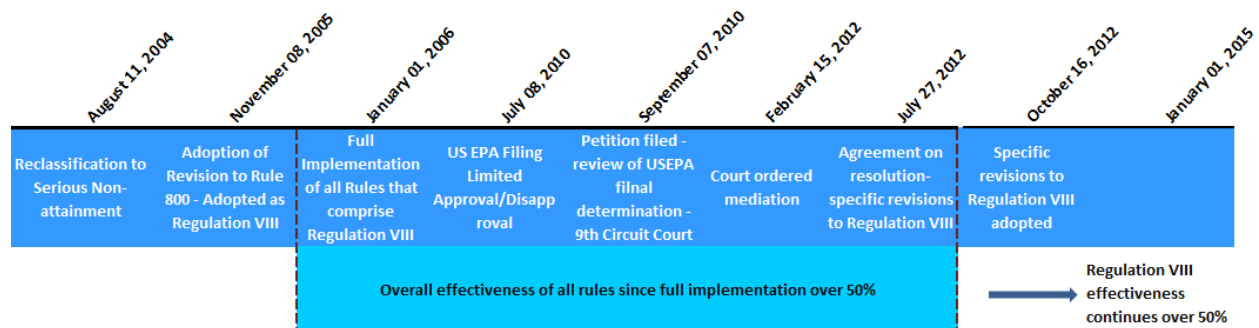 August 11, 2004
November 08, 2005
January 01, 2006
July 08, 2010
September 07, 2010
February 15, 2012
July 27, 2012
October 16, 2012
January 01, 2015
Reclassification to
Serious Non-
attainment
Adoption of
Revision to Rule
800 - Adopted as
Regulation VIII
Full
Implementation
of all Rules that
comprise
Regulation VIII
US EPA Filing
Limited
Approval/Disapp
roval
Petition filed -
review of USEPA
filnal
determination -
9th Circuit Court
Court ordered
mediation
Agreement on
resolution-
specific revisions
to Regulation VIII
Specific
revisions to
Regulation VIII
adopted
Overall effectiveness of all rules since full implementation over 50%
Regulation VIII
effectiveness
continues over 50%